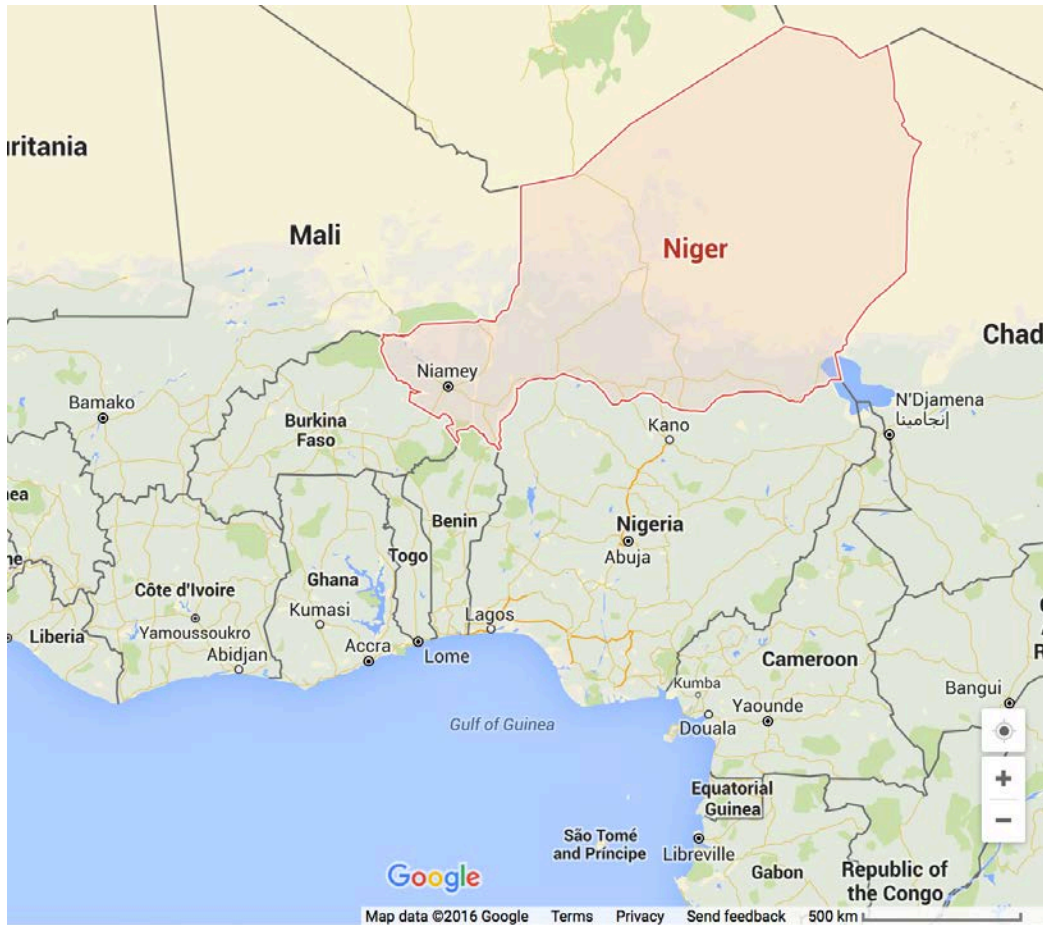 uritania
Mali
Niger
Chad
Niamey
N'Djamena
إنجامينا
Bamako
Burkina
Faso
Kano
nea
ne
Benin
Nigeria
Abuja
Togo
Ghana
Côte d'Ivoire
Kumasi
Lagos
Yamoussoukro
Liberia
Accra
Lome
Abidjan
Cameroon
Kumba
Bangui
Yaounde
Gulf of Guinea
Douala
Equatorial
Guinea
São Tomé
and Príncipe
Libreville
Gabon
Republic of
the Congo
Google
Map data ©2016 Google Terms Privacy Send feedback 500 km